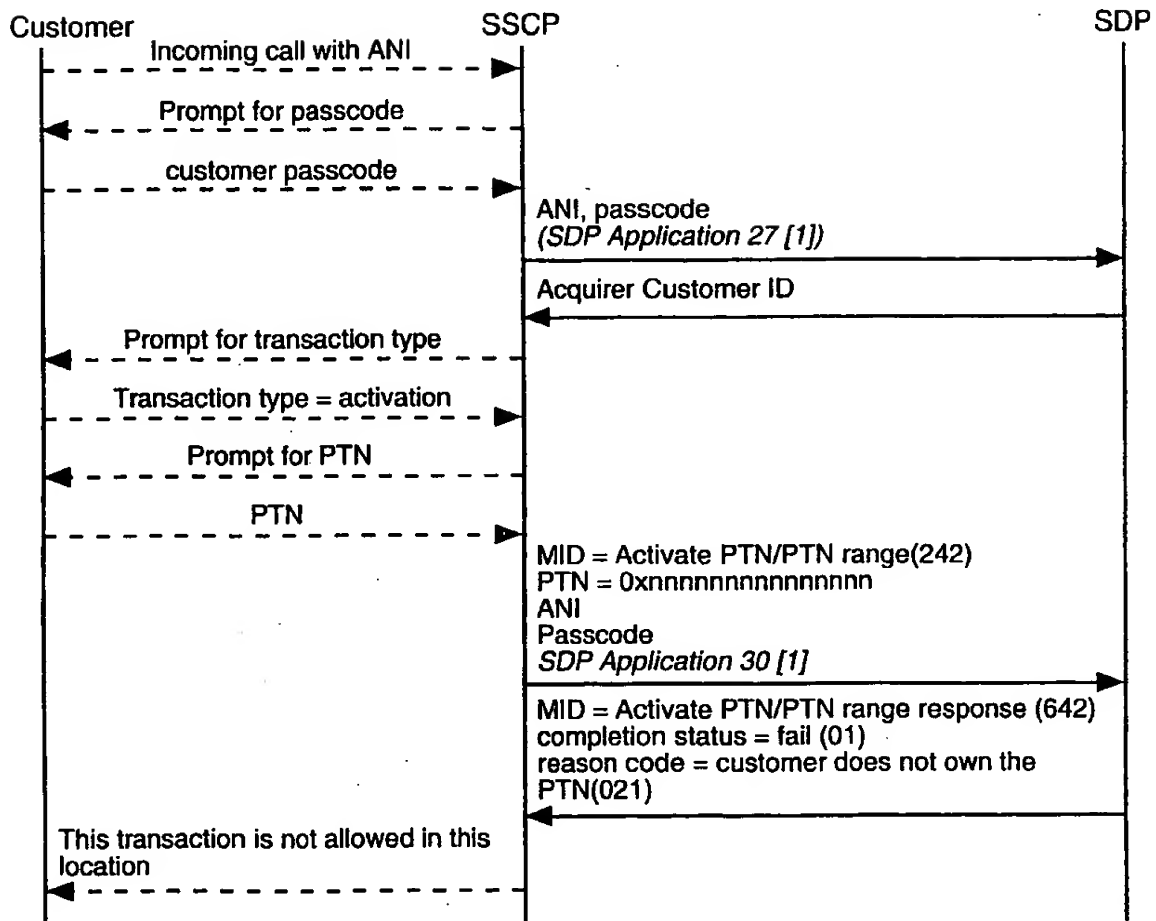 Customer
SSCP
SDP
Incoming call with ANI
Prompt for passcode
customer passcode
ANI, passcode
(SDP Application 27 [1])
Acquirer Customer ID
Prompt for transaction type
Transaction type = activation
Prompt for PTN
PTN
MID = Activate PTN/PTN range(242)
PTN = 0xnnnnnnnnnnnnnnnn
ANI
Passcode
SDP Application 30 [1]
MID = Activate PTN/PTN range response (642)
completion status = fail (01)
reason code = customer does not own the
PTN(021)
This transaction is not allowed in this
location